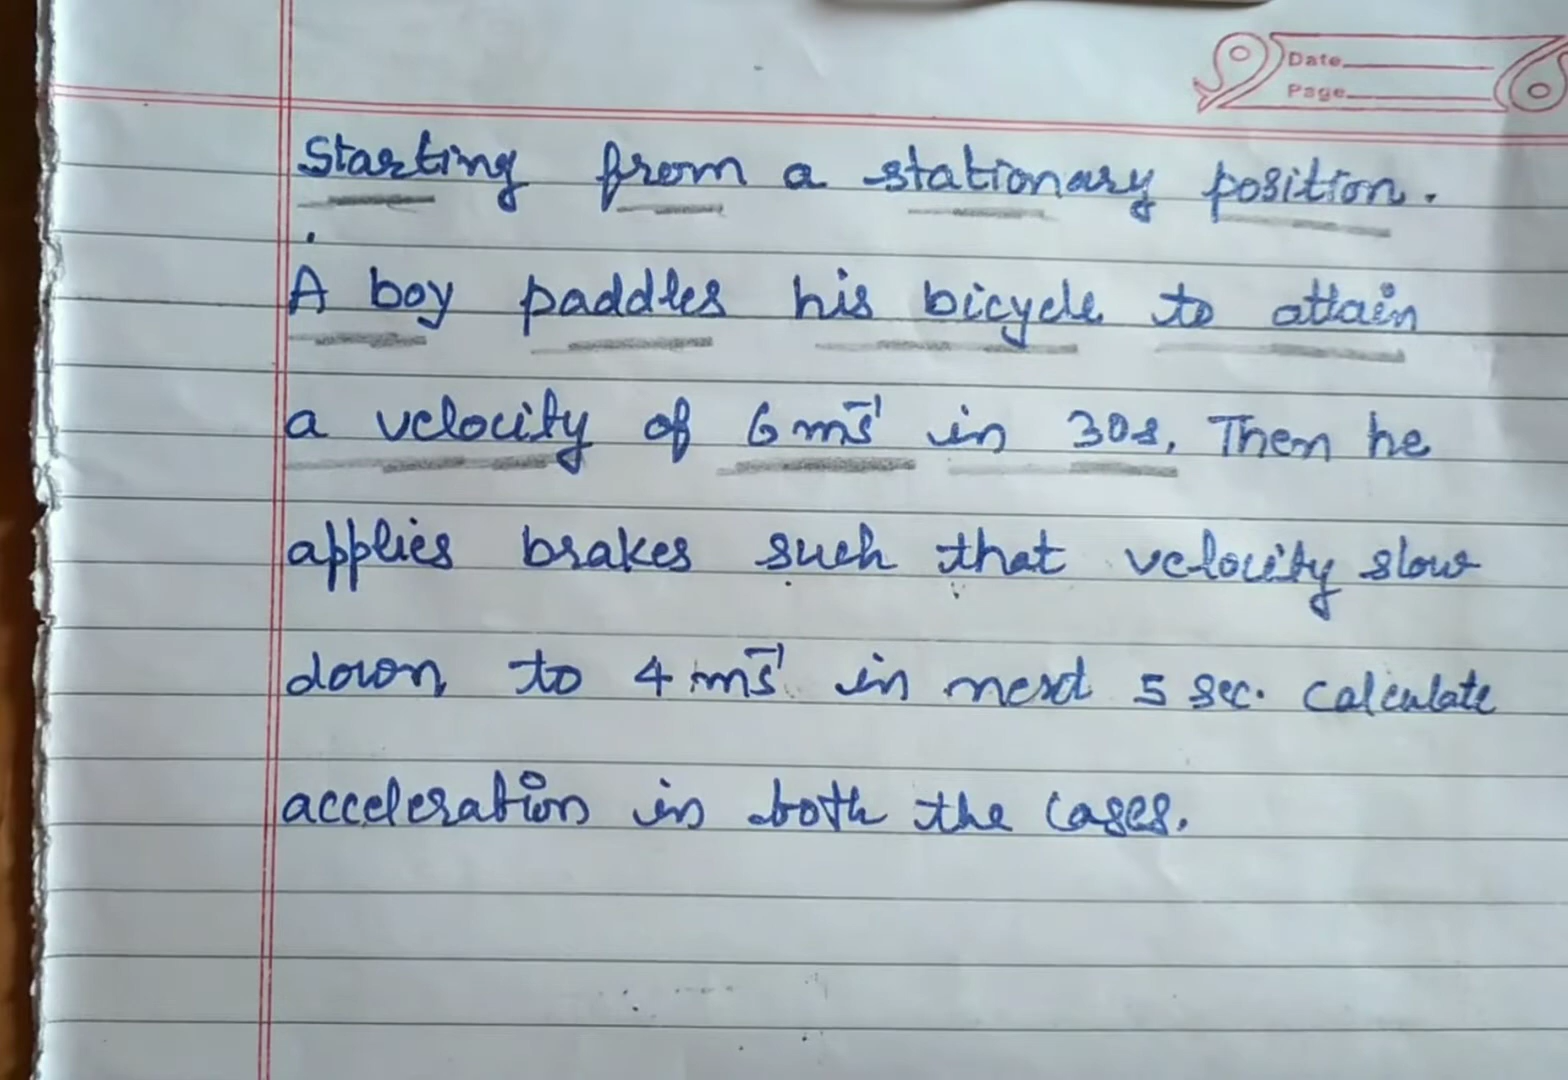 Date
Page
Starting from a stationary position.
A boy paddles his bicycle to attain
a velocity of 6 ms⁻¹ in 30s, Then he
applies brakes such that velocity slow
down to 4 ms⁻¹ in next 5 sec. Calculate
acceleration in both the cases.